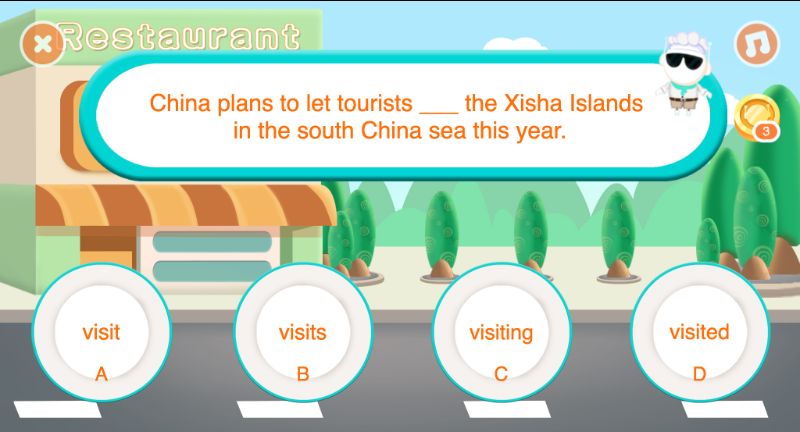 Restaurant
China plans to let tourists ___ the Xisha Islands
in the south China sea this year.
3
visit
A
visits
B
visiting
C
visited
D